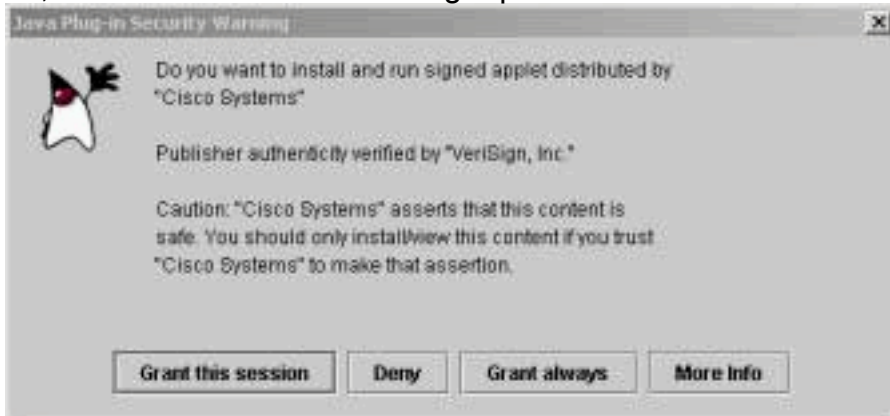 Java Plug-in Security Warning
Do you want to install and run signed applet distributed by
"Cisco Systems"
Publisher authenticity verified by "VeriSign, Inc."
Caution: "Cisco Systems" asserts that this content is
safe. You should only install/view this content if you trust
"Cisco Systems" to make that assertion.
Grant this session Deny Grant always More Info